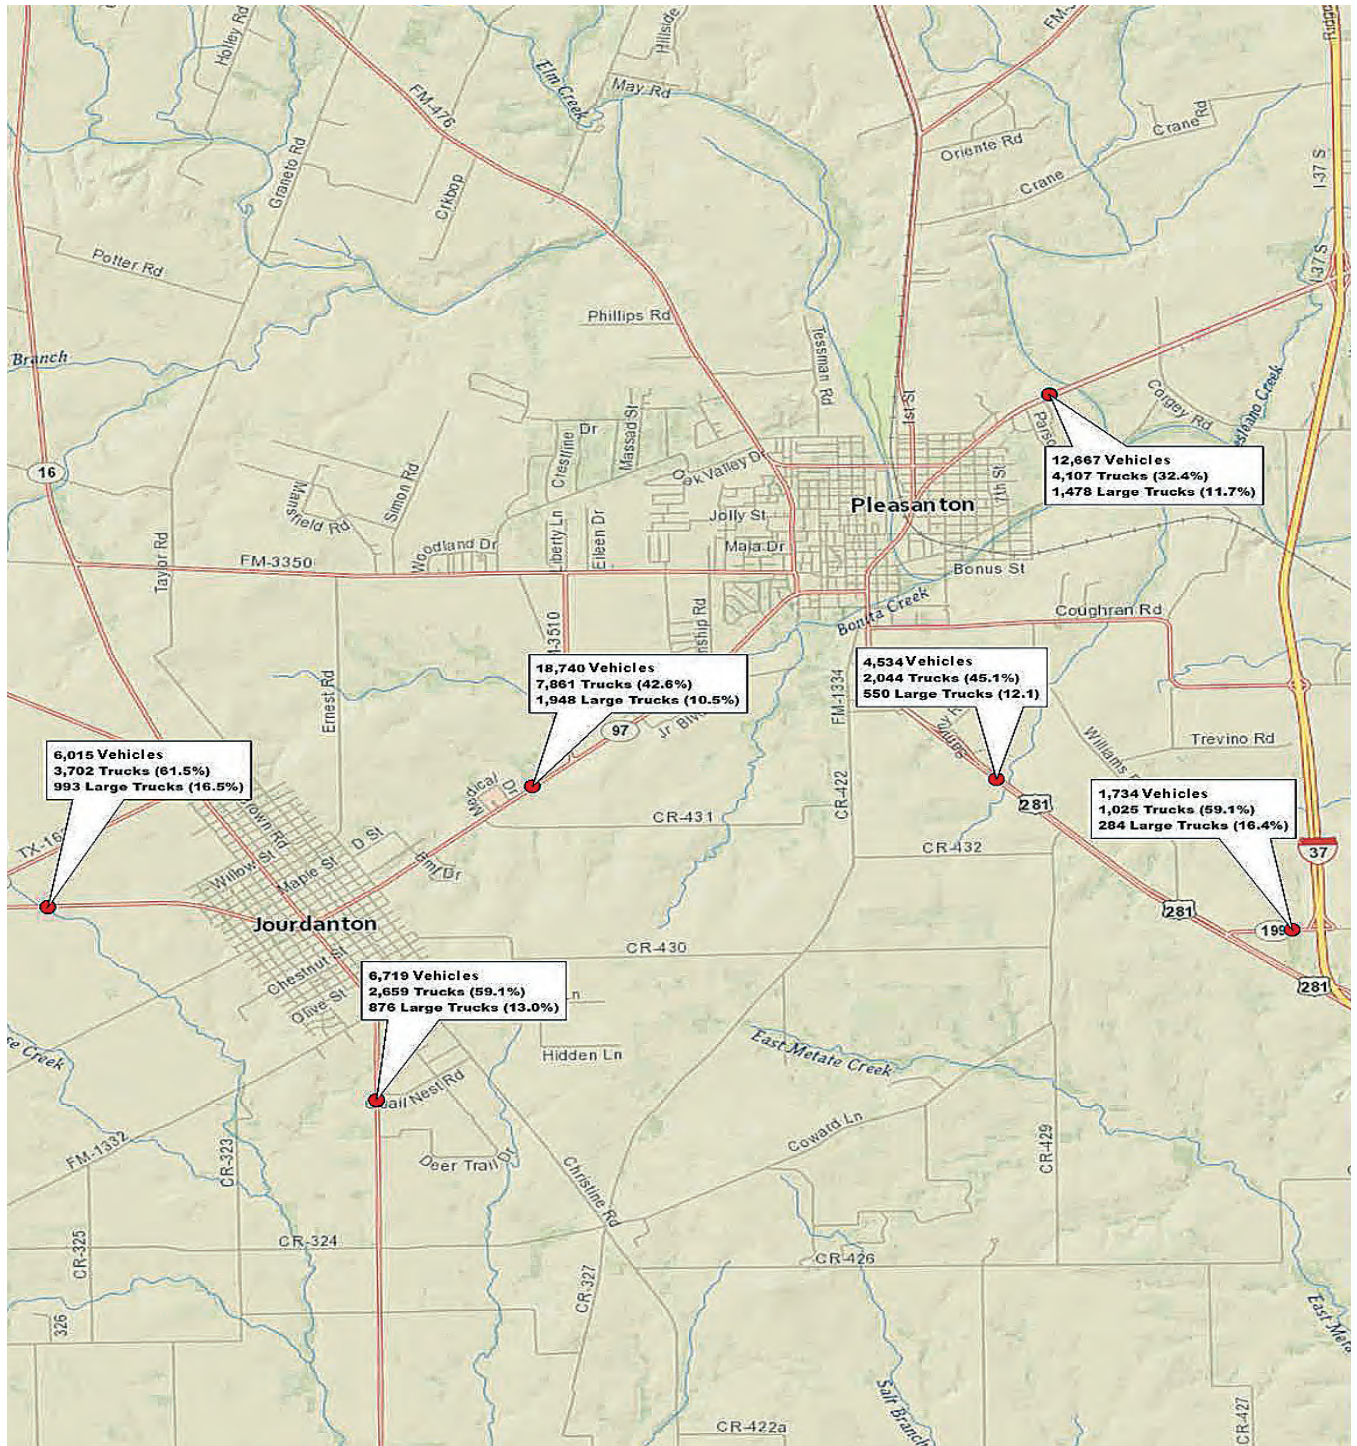 Holley Rd
Hillside
FM-476
Elm Creek
May Rd
Crane Rd
Oriente Rd
Crane
I-37 S
I-37 S
Graneto Rd
Crkbop
Potter Rd
Phillips Rd
Tessman Rd
Branch
1st St
Corgey Rd
16
Simon Rd
Crestline
Dr
Massad St
12,667 Vehicles
4,107 Trucks (32.4%)
1,478 Large Trucks (11.7%)
7th St
Pleasanton
Jolly St
Maia Dr
Woodland Dr
Liberty Ln
Eileen Dr
Taylor Rd
FM-3350
Bonus St
Bonita Creek
Coughran Rd
Ernest Rd
18,740 Vehicles
7,861 Trucks (42.6%)
1,948 Large Trucks (10.5%)
97
FM-1334
4,534 Vehicles
2,044 Trucks (45.1%)
550 Large Trucks (12.1)
Trevino Rd
6,015 Vehicles
3,702 Trucks (61.5%)
993 Large Trucks (16.5%)
Medical Dr
CR-422
281
1,734 Vehicles
1,025 Trucks (59.1%)
284 Large Trucks (16.4%)
CR-431
CR-432
37
Willow St
Maple St
D St
Jourdanton
281
199
CR-430
Chestnut St
Olive St
281
6,719 Vehicles
2,659 Trucks (59.1%)
876 Large Trucks (13.0%)
Hidden Ln
East Metate Creek
Nest Rd
Coward Ln
FM-1332
CR-323
Deer Trail Dr
Christine Rd
CR-429
CR-325
CR-324
CR-327
CR-426
326
Salt Branch
CR-422a
CR-427